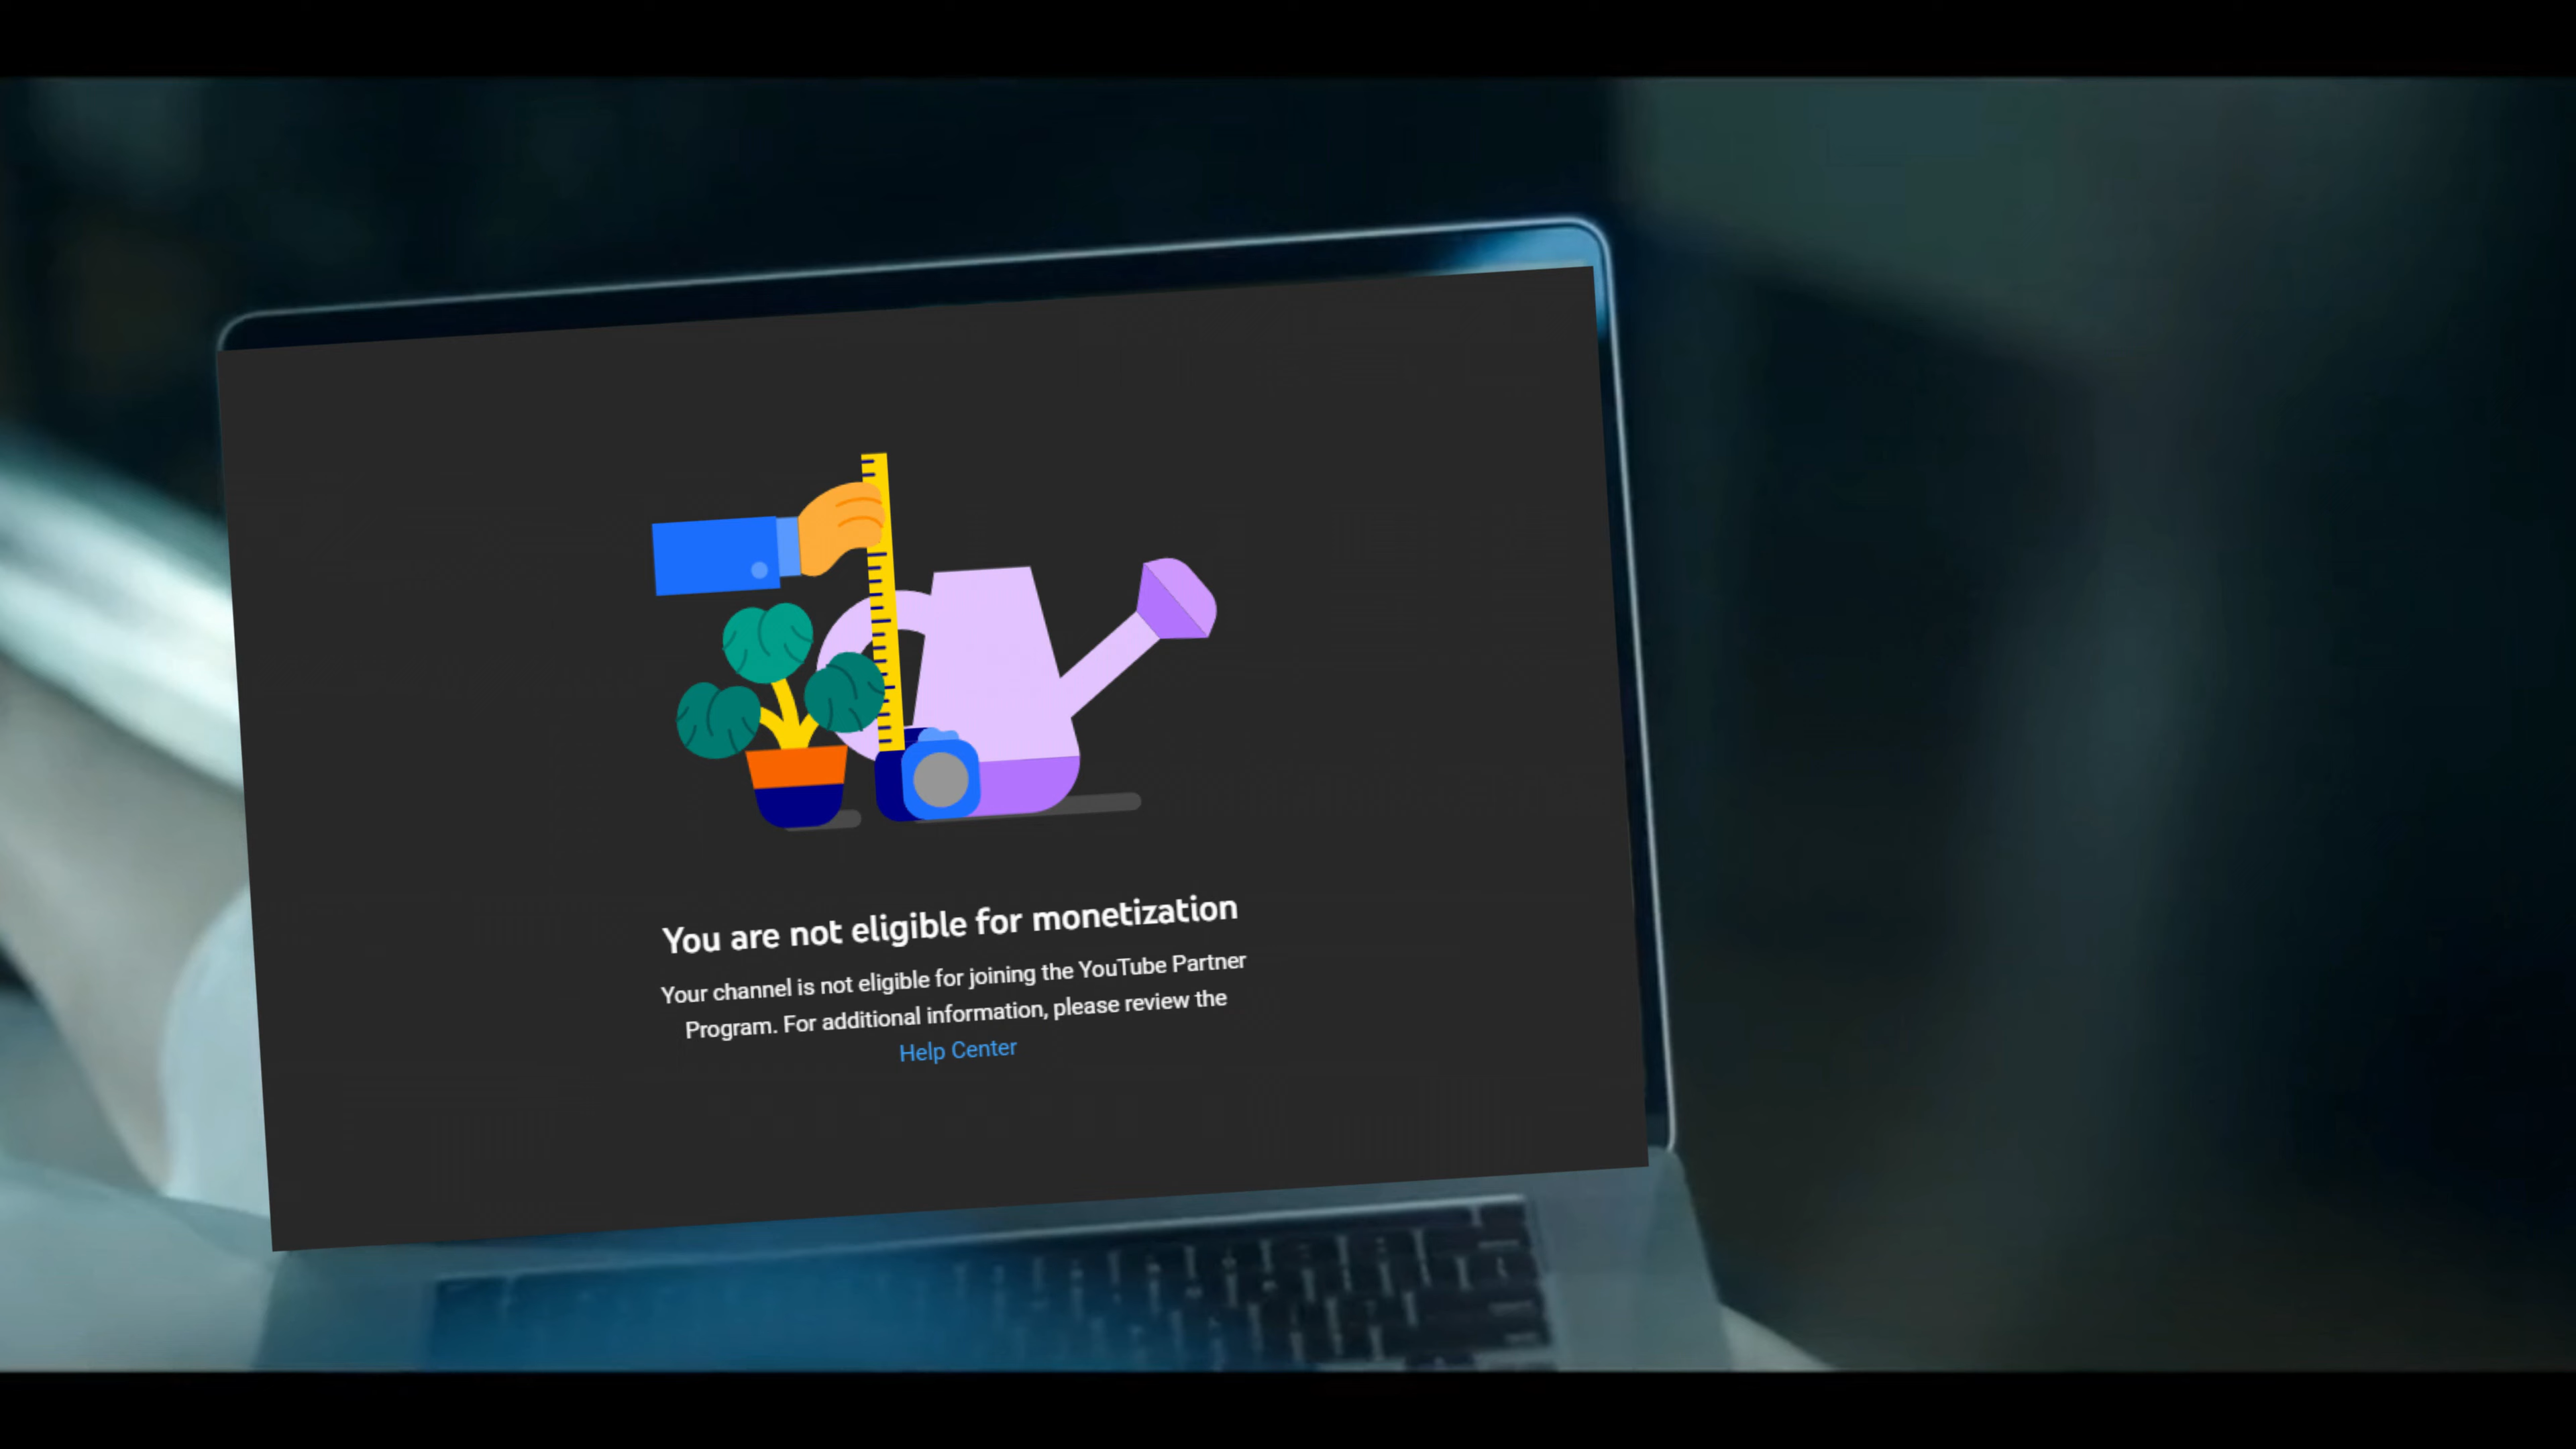 You are not eligible for monetization
Your channel is not eligible for joining the YouTube Partner
Program. For additional information, please review the
Help Center